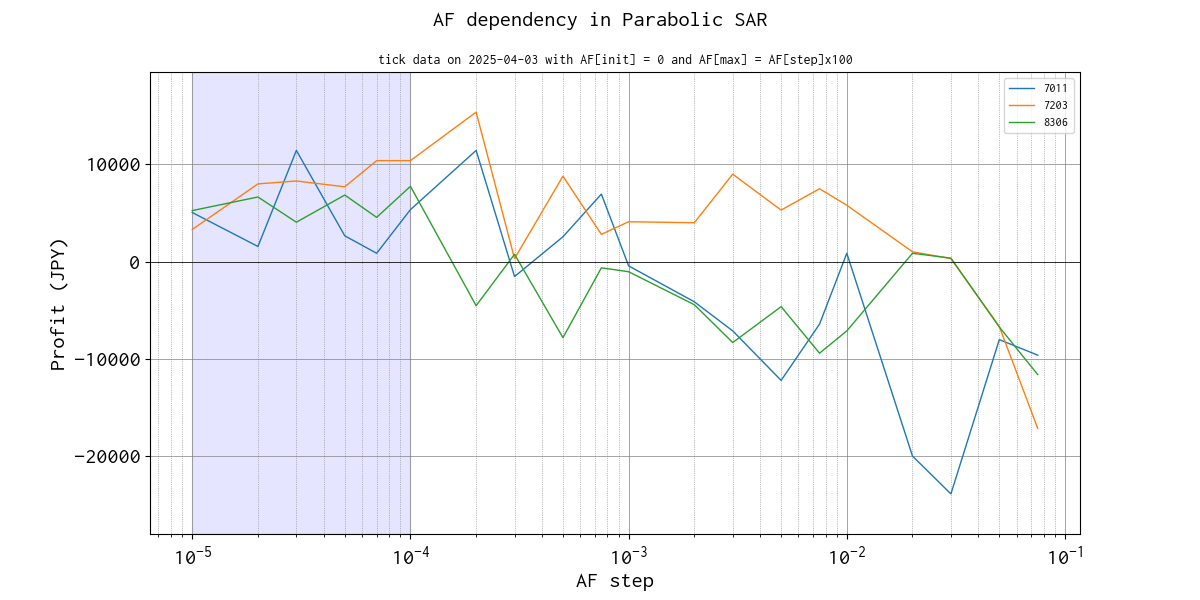 AF dependency in Parabolic SAR
tick data on 2025-04-03 with AF[init] = 0 and AF[max] = AF[step]x100
7011
7203
8306
10000
0
−10000
−20000
Profit (JPY)
10⁻⁵ 10⁻⁴ 10⁻³ 10⁻² 10⁻¹
AF step